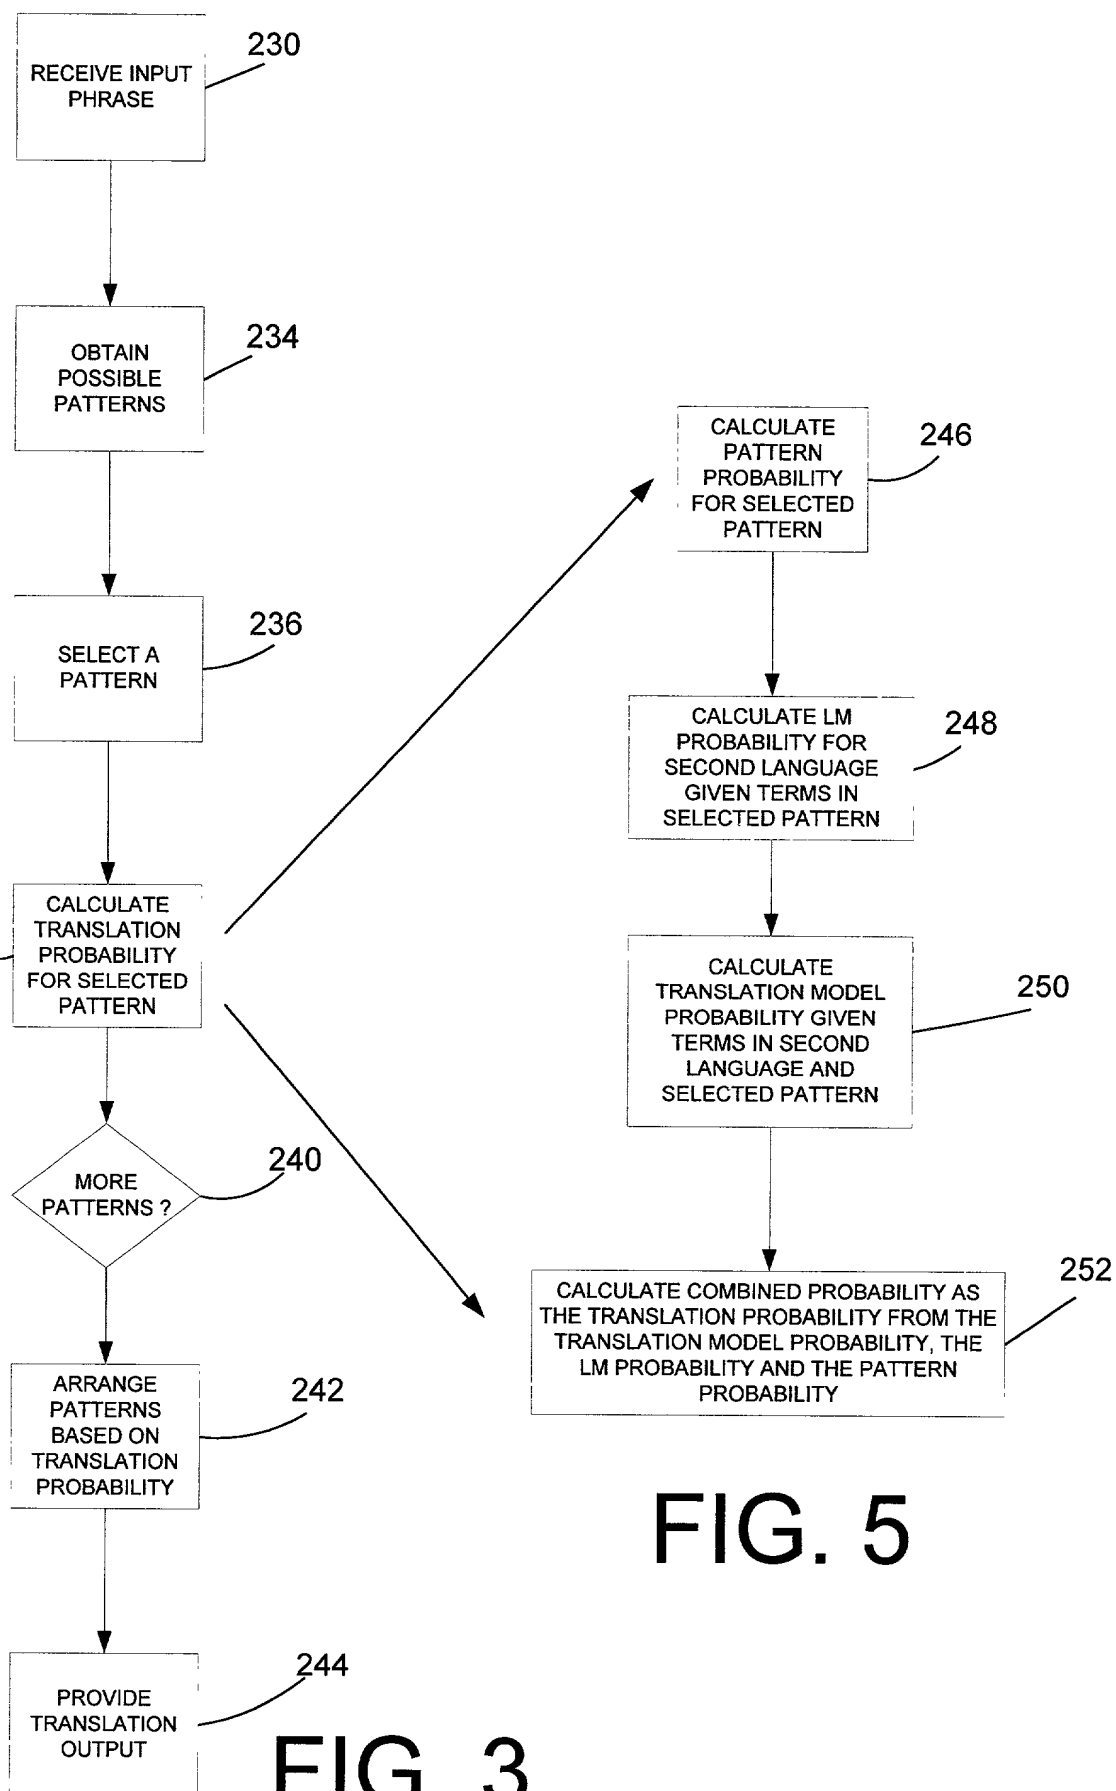 230
RECEIVE INPUT
PHRASE
234
OBTAIN
POSSIBLE
PATTERNS
236
SELECT A
PATTERN
CALCULATE
TRANSLATION
PROBABILITY
FOR SELECTED
PATTERN
240
MORE
PATTERNS ?
242
ARRANGE
PATTERNS
BASED ON
TRANSLATION
PROBABILITY
244
PROVIDE
TRANSLATION
OUTPUT
FIG. 3
246
CALCULATE
PATTERN
PROBABILITY
FOR SELECTED
PATTERN
248
CALCULATE LM
PROBABILITY FOR
SECOND LANGUAGE
GIVEN TERMS IN
SELECTED PATTERN
250
CALCULATE
TRANSLATION MODEL
PROBABILITY GIVEN
TERMS IN SECOND
LANGUAGE AND
SELECTED PATTERN
252
CALCULATE COMBINED PROBABILITY AS
THE TRANSLATION PROBABILITY FROM THE
TRANSLATION MODEL PROBABILITY, THE
LM PROBABILITY AND THE PATTERN
PROBABILITY
FIG. 5